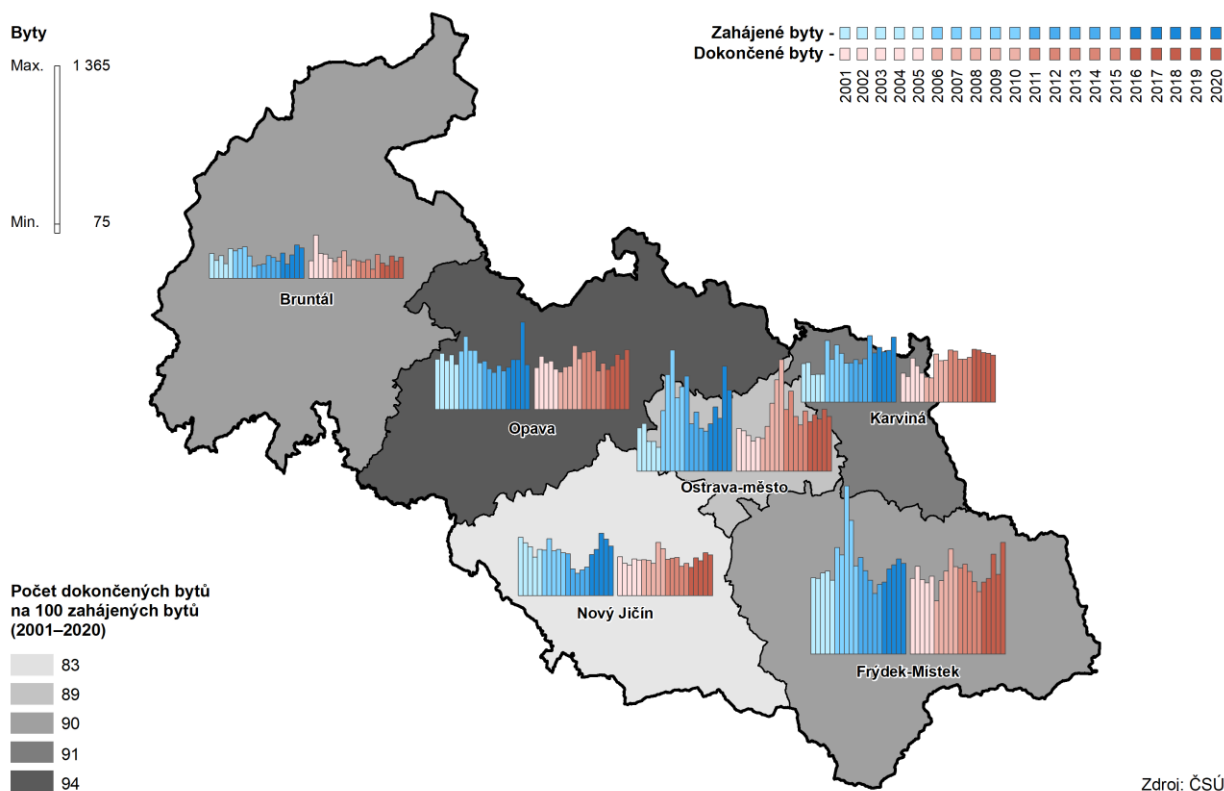 Byty
Max. 1365
Min. 75
Zahájené byty -
Dokončené byty -
2001 2002 2003 2004 2005 2006 2007 2008 2009 2010 2011 2012 2013 2014 2015 2016 2017 2018 2019 2020
Bruntál
Opava
Karviná
Ostrava-město
Nový Jičín
Frýdek-Místek
Počet dokončených bytů
na 100 zahájených bytů
(2001–2020)
83
89
90
91
94
Zdroj: ČSÚ